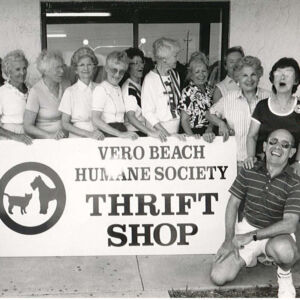 VERO BEACH
HUMANE SOCIETY
THRIFT
SHOP